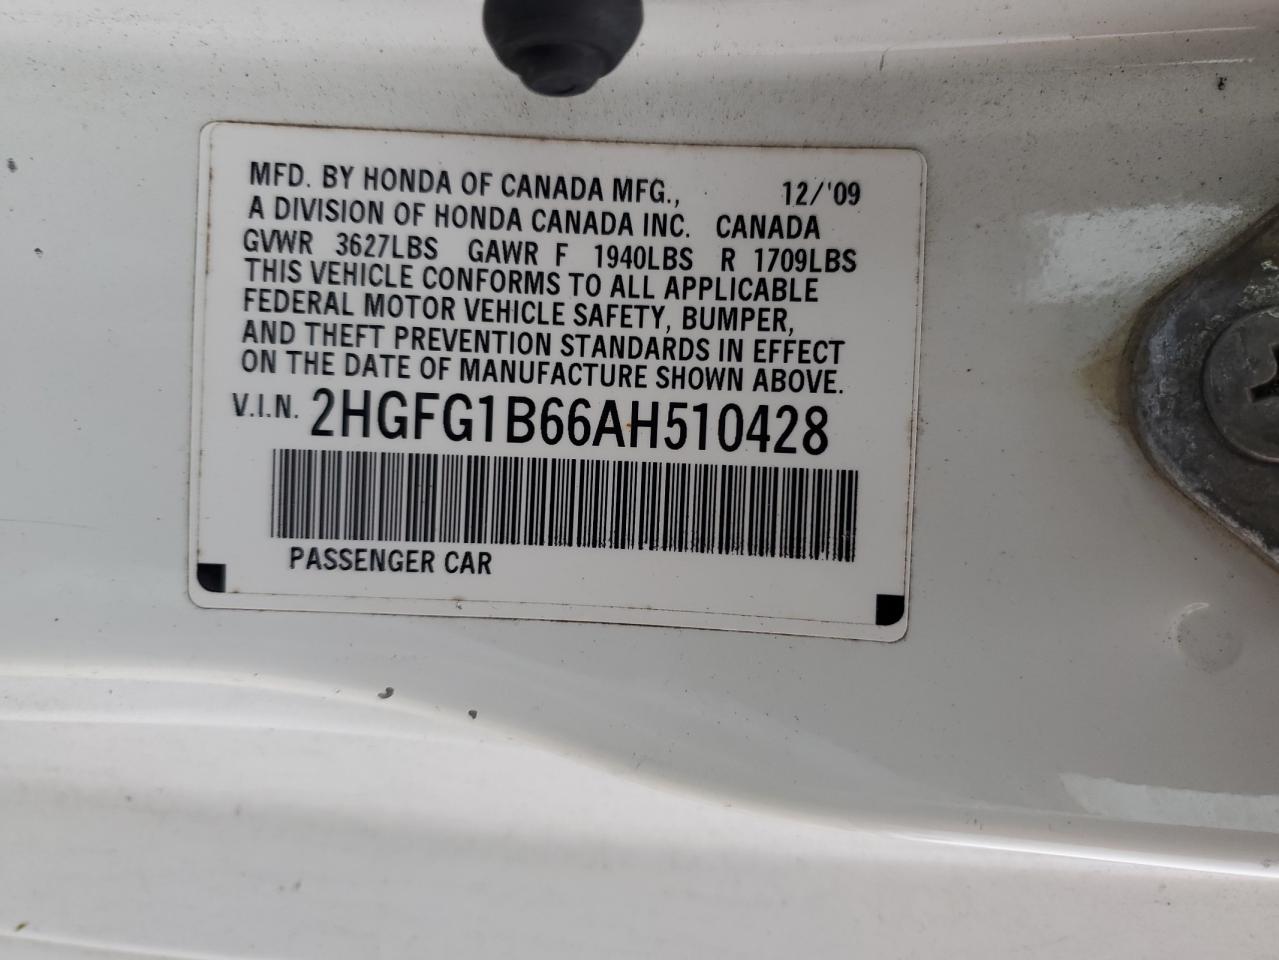 MFD. BY HONDA OF CANADA MFG., 12/'09
A DIVISION OF HONDA CANADA INC. CANADA
GVWR 3627LBS GAWR F 1940LBS R 1709LBS
THIS VEHICLE CONFORMS TO ALL APPLICABLE
FEDERAL MOTOR VEHICLE SAFETY, BUMPER,
AND THEFT PREVENTION STANDARDS IN EFFECT
ON THE DATE OF MANUFACTURE SHOWN ABOVE.
V.I.N. 2HGFG1B66AH510428
PASSENGER CAR